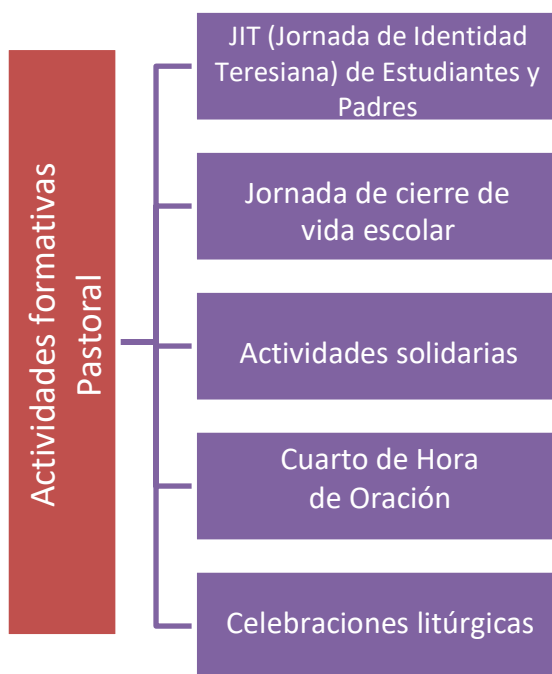 Actividades formativas
Pastoral
JIT (Jornada de Identidad
Teresiana) de Estudiantes y
Padres
Jornada de cierre de
vida escolar
Actividades solidarias
Cuarto de Hora
de Oración
Celebraciones litúrgicas